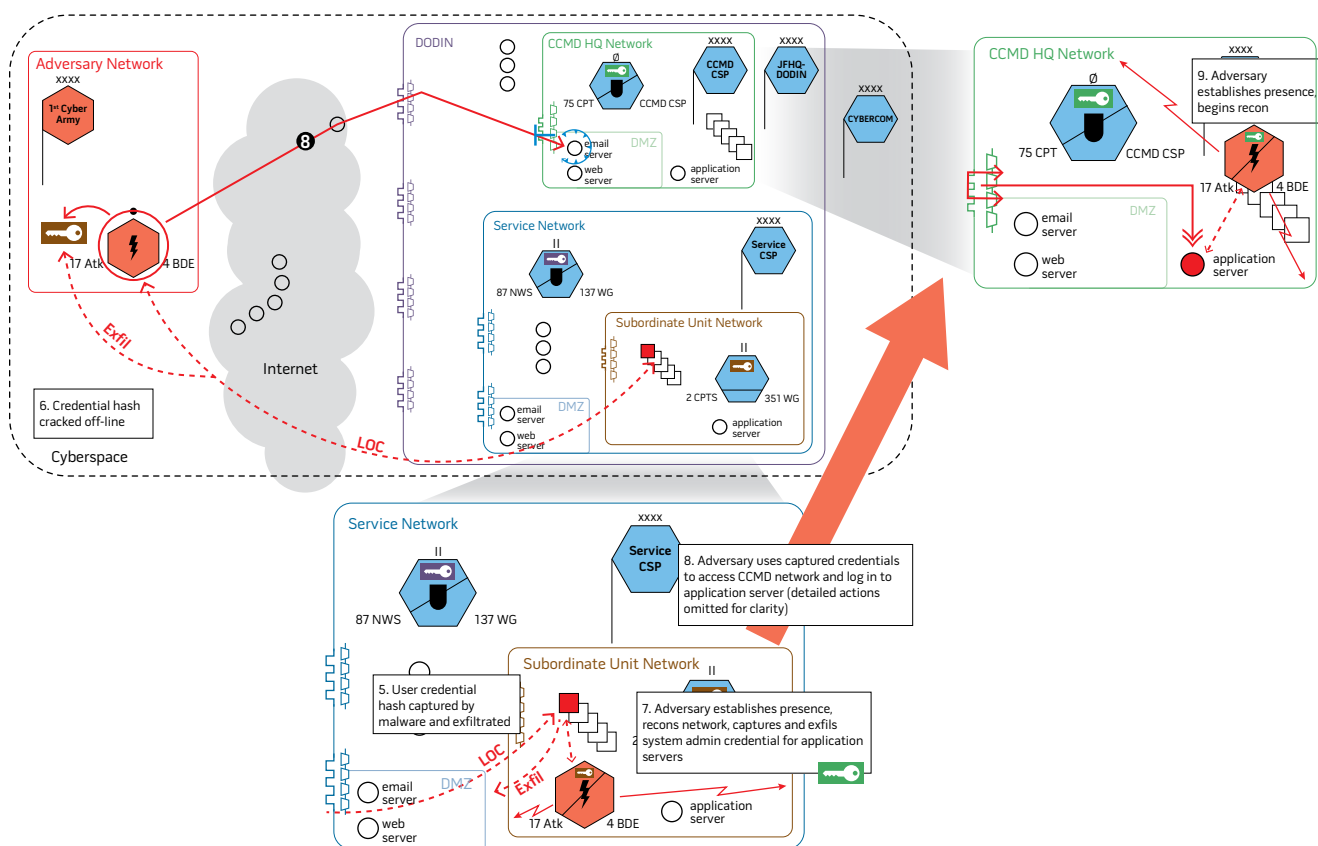 Adversary Network
xxxx
1st Cyber
Army
17 Atk
4 BDE
Exfil
6. Credential hash
cracked off-line
Cyberspace
Internet
8
LOC
DODIN
CCMD HQ Network
Ø
75 CPT
CCMD CSP
xxxx
CCMD
CSP
xxxx
JFHQ-
DODIN
xxxx
CYBERCOM
DMZ
email
server
web
server
application
server
Service Network
II
87 NWS
137 WG
xxxx
Service
CSP
Subordinate Unit Network
II
2 CPTS
351 WG
application
server
DMZ
email
server
web
server
CCMD HQ Network
Ø
75 CPT
CCMD CSP
xxxx
9. Adversary
establishes presence,
begins recon
17 Atk
4 BDE
DMZ
email
server
web
server
application
server
Service Network
II
87 NWS
137 WG
xxxx
Service
CSP
8. Adversary uses captured credentials
to access CCMD network and log in to
application server (detailed actions
omitted for clarity)
Subordinate Unit Network
II
5. User credential
hash captured by
malware and exfiltrated
7. Adversary establishes presence,
recons network, captures and exfils
system admin credential for application
servers
2
LOC
Exfil
DMZ
email
server
web
server
17 Atk
4 BDE
application
server